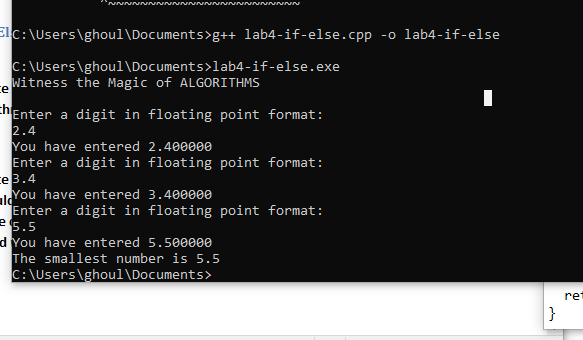 ^~~~~~~~~~~~~~~~~~~~~~~~~
C:\Users\ghoul\Documents>g++ lab4-if-else.cpp -o lab4-if-else
C:\Users\ghoul\Documents>lab4-if-else.exe
Witness the Magic of ALGORITHMS
Enter a digit in floating point format:
2.4
You have entered 2.400000
Enter a digit in floating point format:
3.4
You have entered 3.400000
Enter a digit in floating point format:
5.5
You have entered 5.500000
The smallest number is 5.5
C:\Users\ghoul\Documents>
}